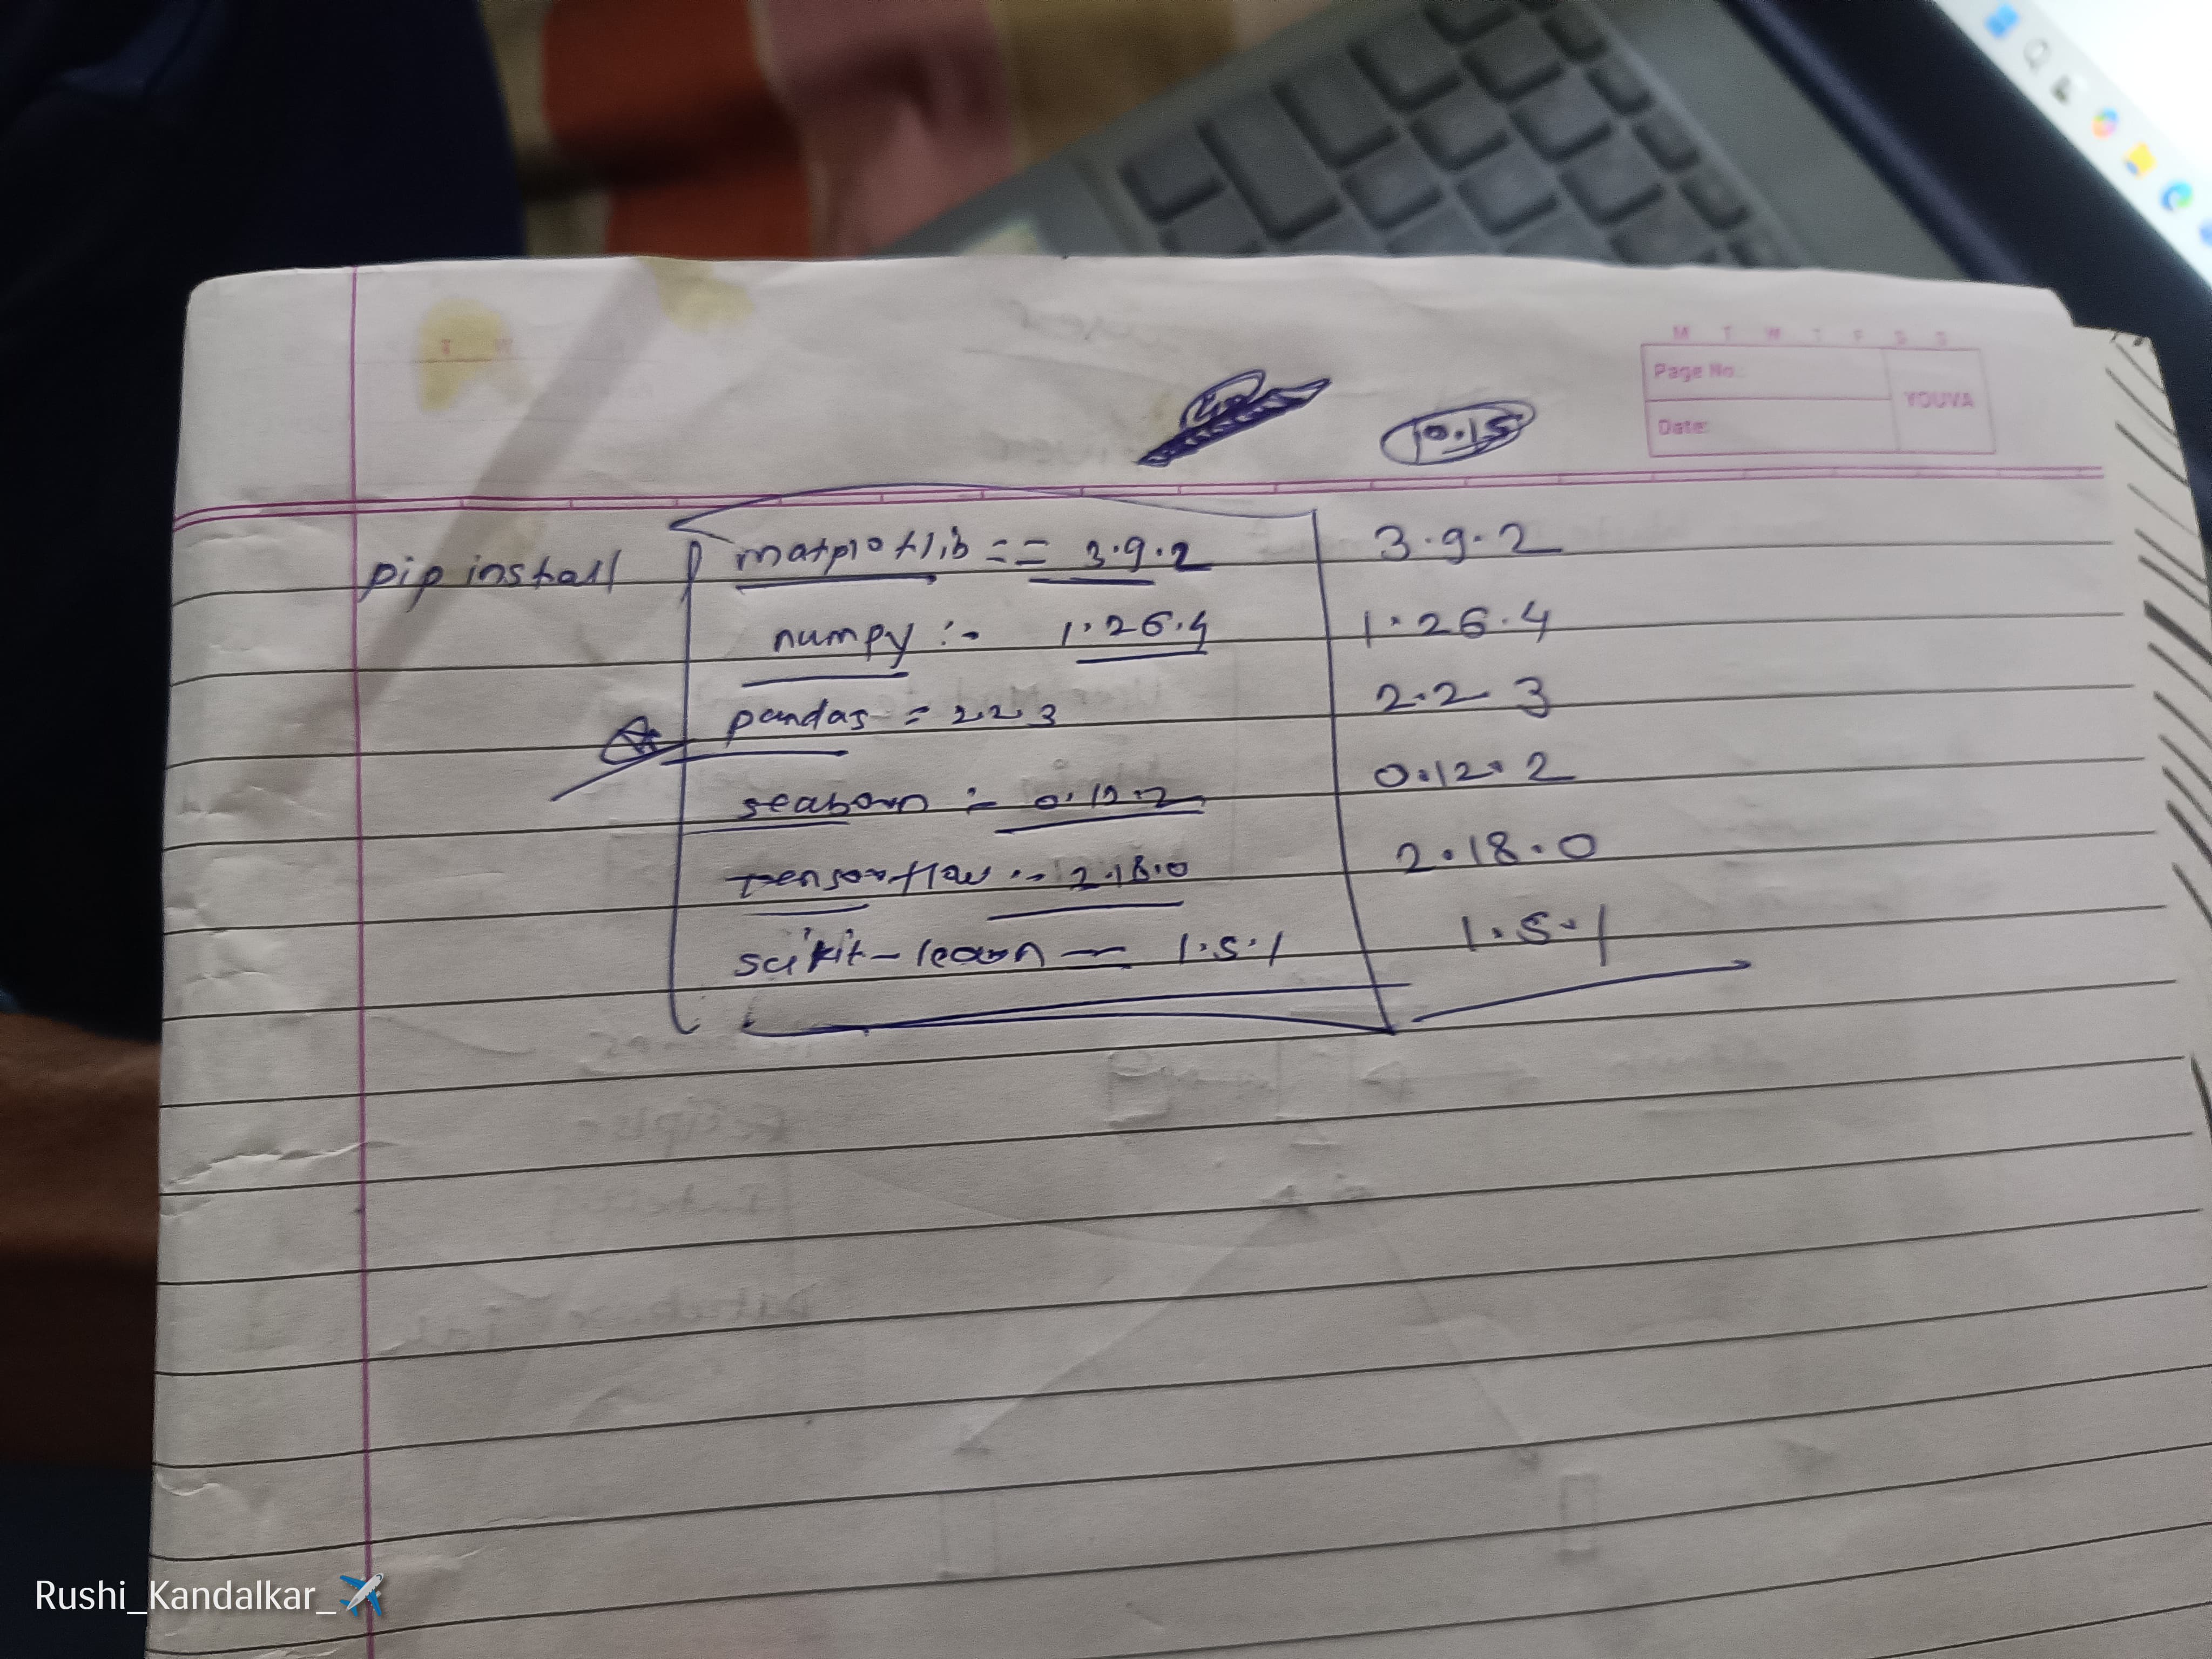 M T W T F S S
Page No.:
YOUVA
Date:
T W
10.15
pip install matplotlib == 3.9.2 3.9.2
numpy :- 1.26.4 1.26.4
pandas = 2.2.3 2.2.3
seaborn :- 0.12.2 0.12.2
tensorflow :- 2.18.0 2.18.0
scikit-learn — 1.5.1 1.5.1
Rushi_Kandalkar_